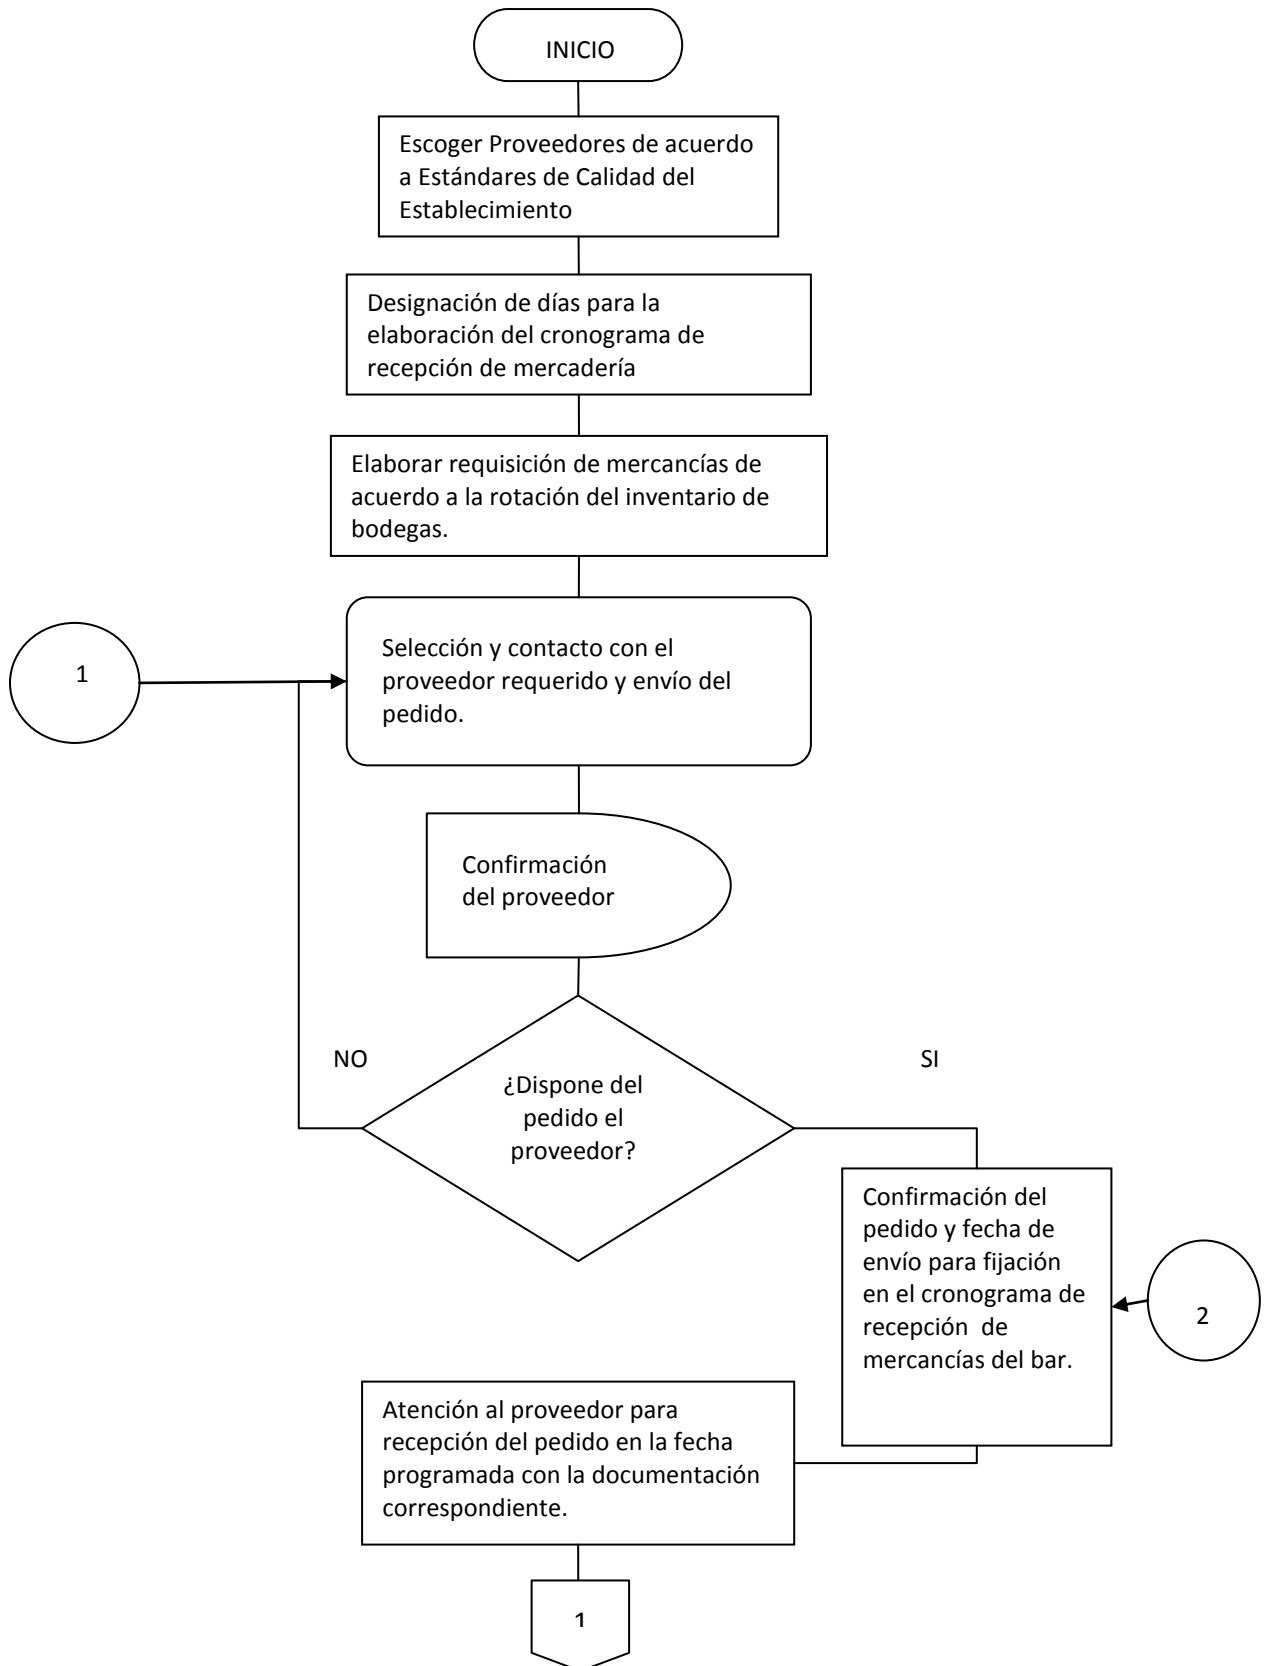 INICIO
Escoger Proveedores de acuerdo
a Estándares de Calidad del
Establecimiento
Designación de días para la
elaboración del cronograma de
recepción de mercadería
Elaborar requisición de mercancías de
acuerdo a la rotación del inventario de
bodegas.
1
Selección y contacto con el
proveedor requerido y envío del
pedido.
Confirmación
del proveedor
NO
SI
¿Dispone del
pedido el
proveedor?
Confirmación del
pedido y fecha de
envío para fijación
en el cronograma de
recepción de
mercancías del bar.
2
Atención al proveedor para
recepción del pedido en la fecha
programada con la documentación
correspondiente.
1